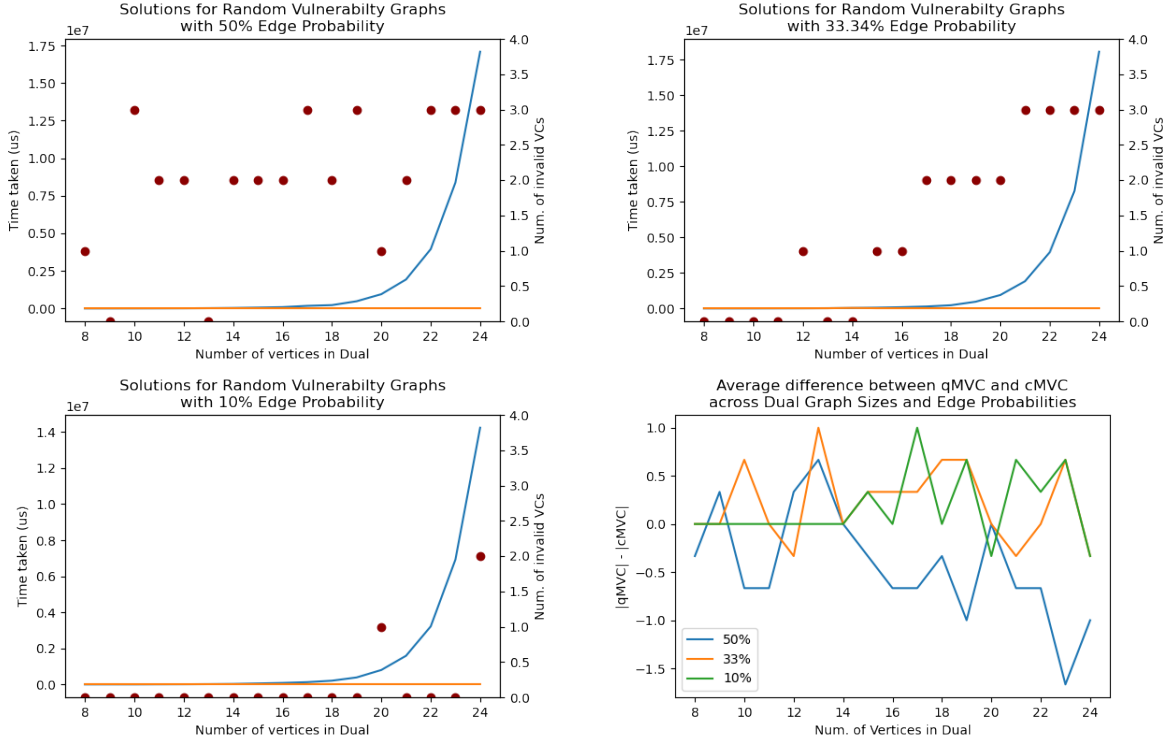 Solutions for Random Vulnerabilty Graphs
with 50% Edge Probability
1e7
1.75
1.50
1.25
1.00
0.75
0.50
0.25
0.00
Time taken (us)
4.0
3.5
3.0
2.5
2.0
1.5
1.0
0.5
0.0
Num. of invalid VCs
8 10 12 14 16 18 20 22 24
Number of vertices in Dual
Solutions for Random Vulnerabilty Graphs
with 33.34% Edge Probability
1e7
1.75
1.50
1.25
1.00
0.75
0.50
0.25
0.00
Time taken (us)
4.0
3.5
3.0
2.5
2.0
1.5
1.0
0.5
0.0
Num. of invalid VCs
8 10 12 14 16 18 20 22 24
Number of vertices in Dual
Solutions for Random Vulnerabilty Graphs
with 10% Edge Probability
1e7
1.4
1.2
1.0
0.8
0.6
0.4
0.2
0.0
Time taken (us)
4.0
3.5
3.0
2.5
2.0
1.5
1.0
0.5
0.0
Num. of invalid VCs
8 10 12 14 16 18 20 22 24
Number of vertices in Dual
Average difference between qMVC and cMVC
across Dual Graph Sizes and Edge Probabilities
1.0
0.5
0.0
−0.5
−1.0
−1.5
|qMVC| - |cMVC|
50%
33%
10%
8 10 12 14 16 18 20 22 24
Num. of Vertices in Dual